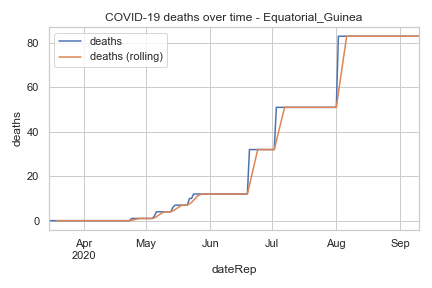 COVID-19 deaths over time - Equatorial_Guinea
deaths
deaths (rolling)
80
60
40
20
0
deaths
Apr
2020
May
Jun
Jul
Aug
Sep
dateRep